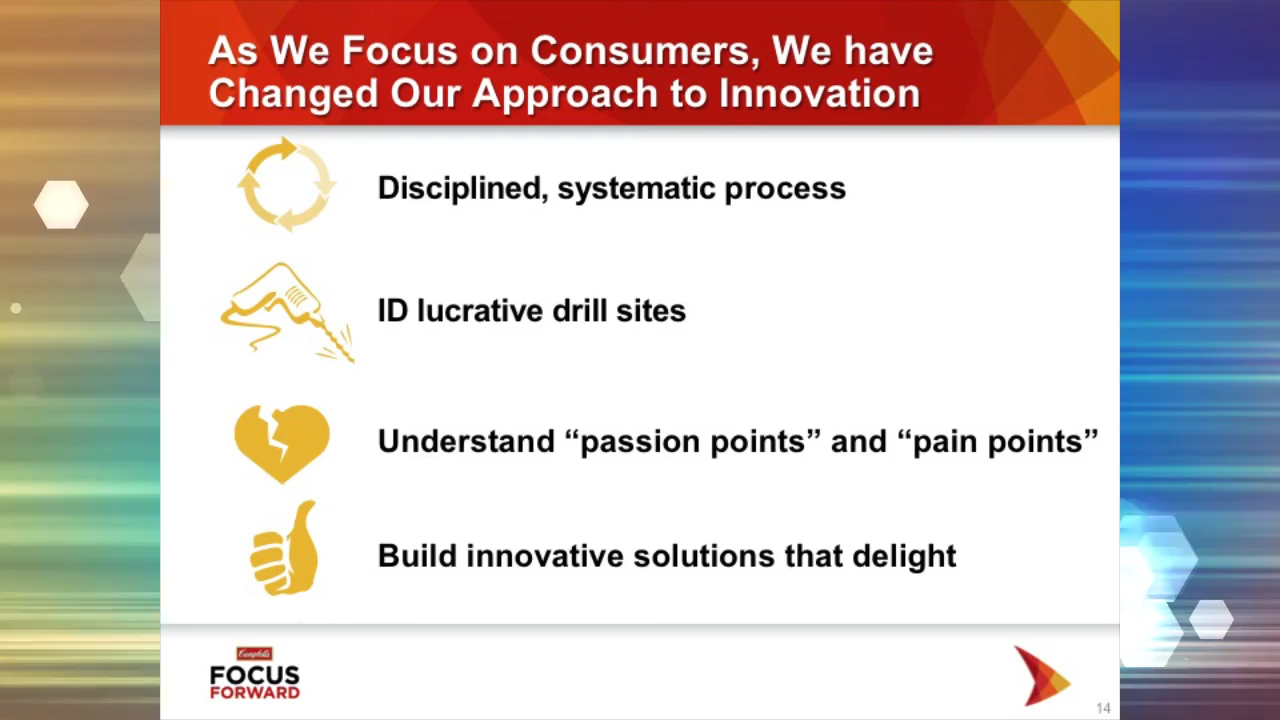 As We Focus on Consumers, We have
Changed Our Approach to Innovation
Disciplined, systematic process
ID lucrative drill sites
Understand “passion points” and “pain points”
Build innovative solutions that delight
Campbell's
FOCUS
FORWARD
14